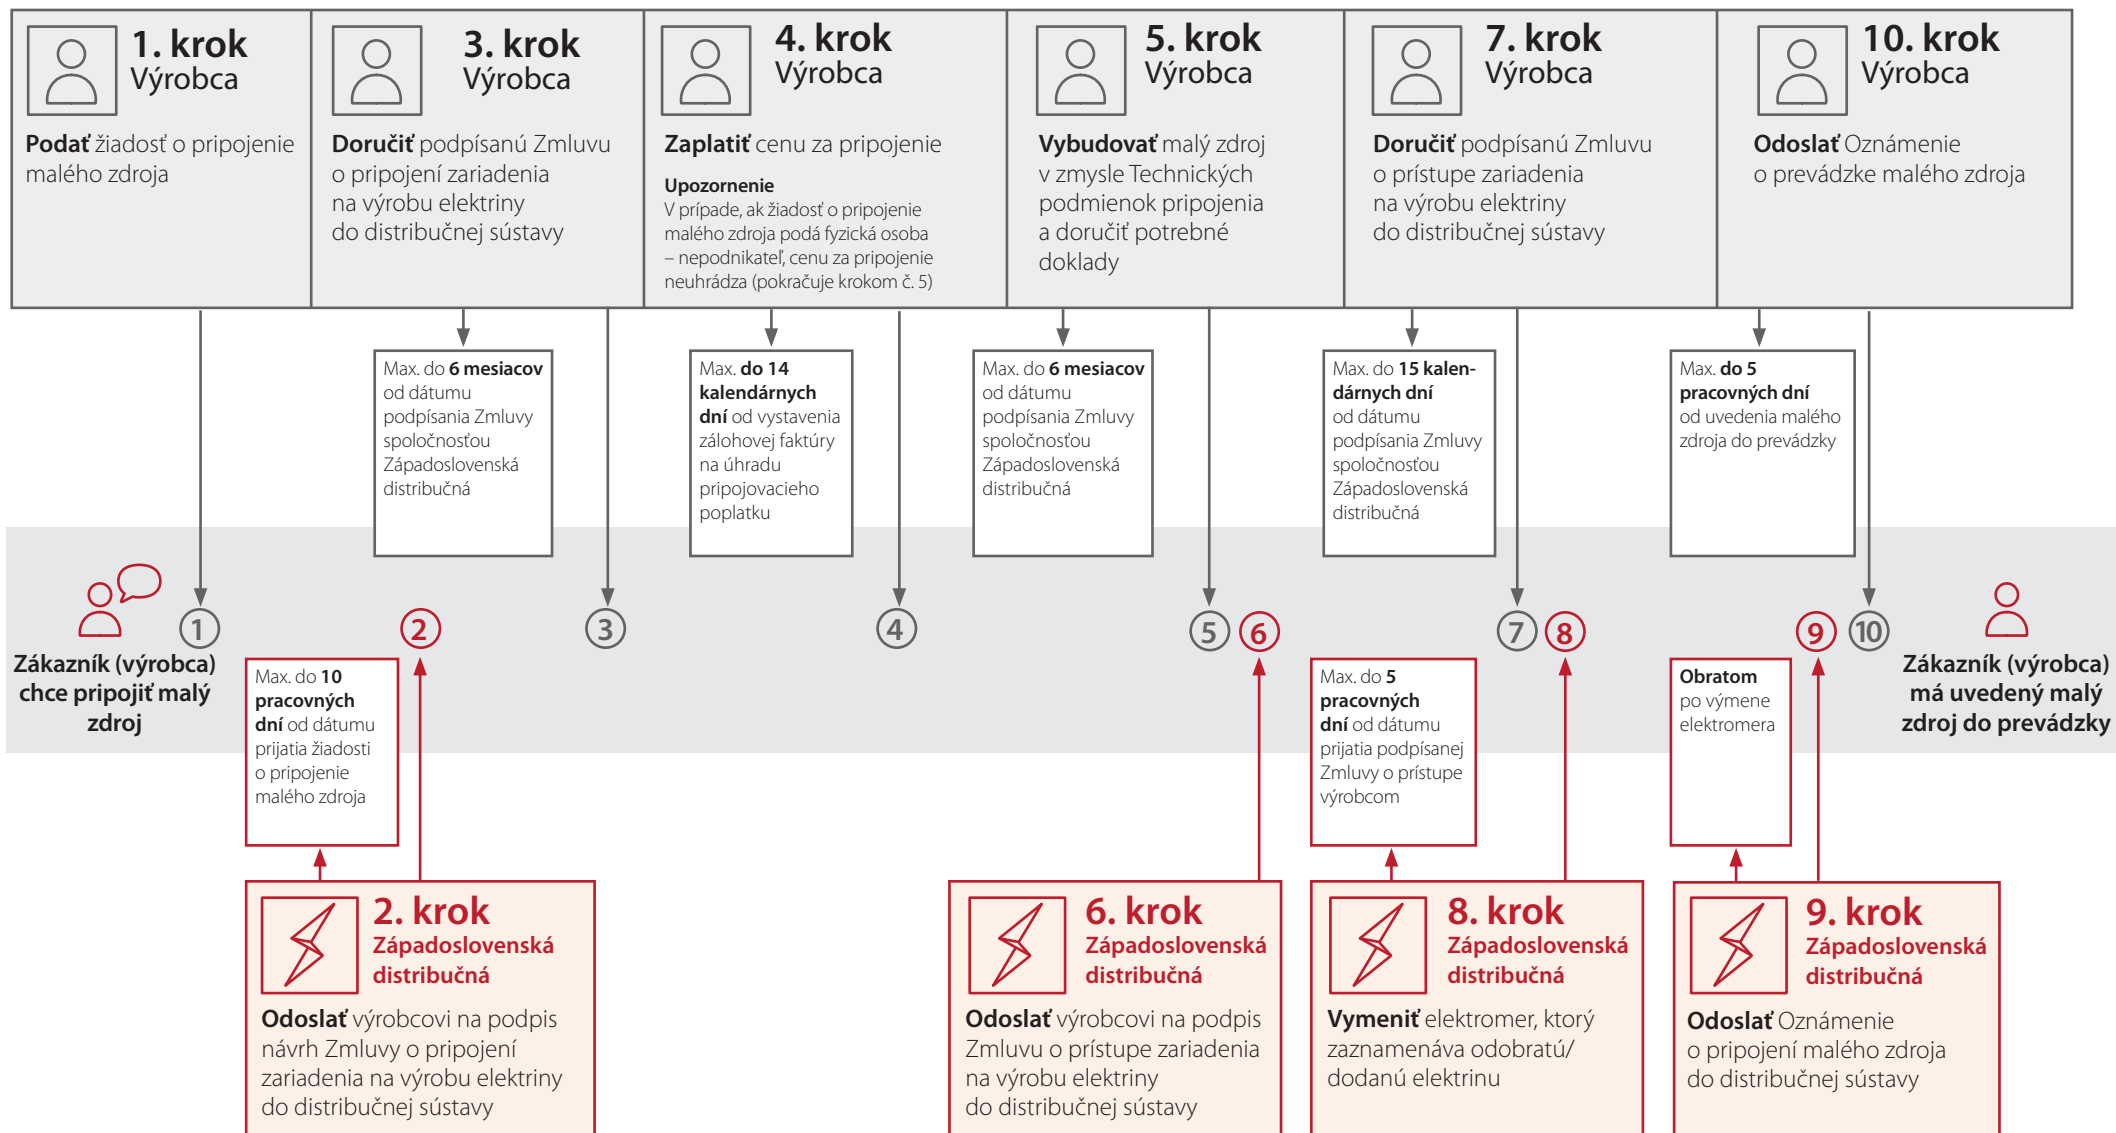 1. krok
Výrobca
Podať žiadosť o pripojenie
malého zdroja
3. krok
Výrobca
Doručiť podpísanú Zmluvu
o pripojení zariadenia
na výrobu elektriny
do distribučnej sústavy
4. krok
Výrobca
Zaplatiť cenu za pripojenie
Upozornenie
V prípade, ak žiadosť o pripojenie
malého zdroja podá fyzická osoba
– nepodnikateľ, cenu za pripojenie
neuhrádza (pokračuje krokom č. 5)
5. krok
Výrobca
Vybudovať malý zdroj
v zmysle Technických
podmienok pripojenia
a doručiť potrebné
doklady
7. krok
Výrobca
Doručiť podpísanú Zmluvu
o prístupe zariadenia
na výrobu elektriny
do distribučnej sústavy
10. krok
Výrobca
Odoslať Oznámenie
o prevádzke malého zdroja
Max. do 6 mesiacov
od dátumu
podpísania Zmluvy
spoločnosťou
Západoslovenská
distribučná
Max. do 14
kalendárnych
dní od vystavenia
zálohovej faktúry
na úhradu
pripojovacieho
poplatku
Max. do 6 mesiacov
od dátumu
podpísania Zmluvy
spoločnosťou
Západoslovenská
distribučná
Max. do 15 kalen-
dárnych dní
od dátumu
podpísania Zmluvy
spoločnosťou
Západoslovenská
distribučná
Max. do 5
pracovných dní
od uvedenia malého
zdroja do prevádzky
Zákazník (výrobca)
chce pripojiť malý
zdroj
1
2
3
4
5
6
7
8
9
10
Zákazník (výrobca)
má uvedený malý
zdroj do prevádzky
Max. do 10
pracovných
dní od dátumu
prijatia žiadosti
o pripojenie
malého zdroja
Max. do 5
pracovných
dní od dátumu
prijatia podpísanej
Zmluvy o prístupe
výrobcom
Obratom
po výmene
elektromera
2. krok
Západoslovenská
distribučná
Odoslať výrobcovi na podpis
návrh Zmluvy o pripojení
zariadenia na výrobu elektriny
do distribučnej sústavy
6. krok
Západoslovenská
distribučná
Odoslať výrobcovi na podpis
Zmluvu o prístupe zariadenia
na výrobu elektriny
do distribučnej sústavy
8. krok
Západoslovenská
distribučná
Vymeniť elektromer, ktorý
zaznamenáva odobratú/
dodanú elektrinu
9. krok
Západoslovenská
distribučná
Odoslať Oznámenie
o pripojení malého zdroja
do distribučnej sústavy